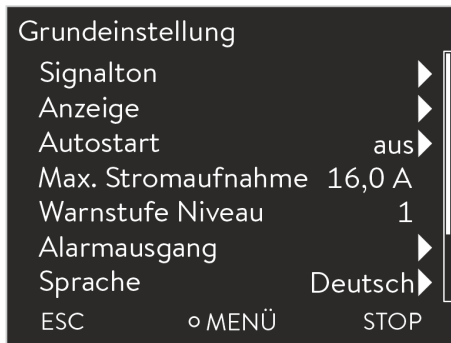 Grundeinstellung
Signalton
Anzeige
Autostart aus
Max. Stromaufnahme 16,0 A
Warnstufe Niveau 1
Alarmausgang
Sprache Deutsch
ESC MENÜ STOP